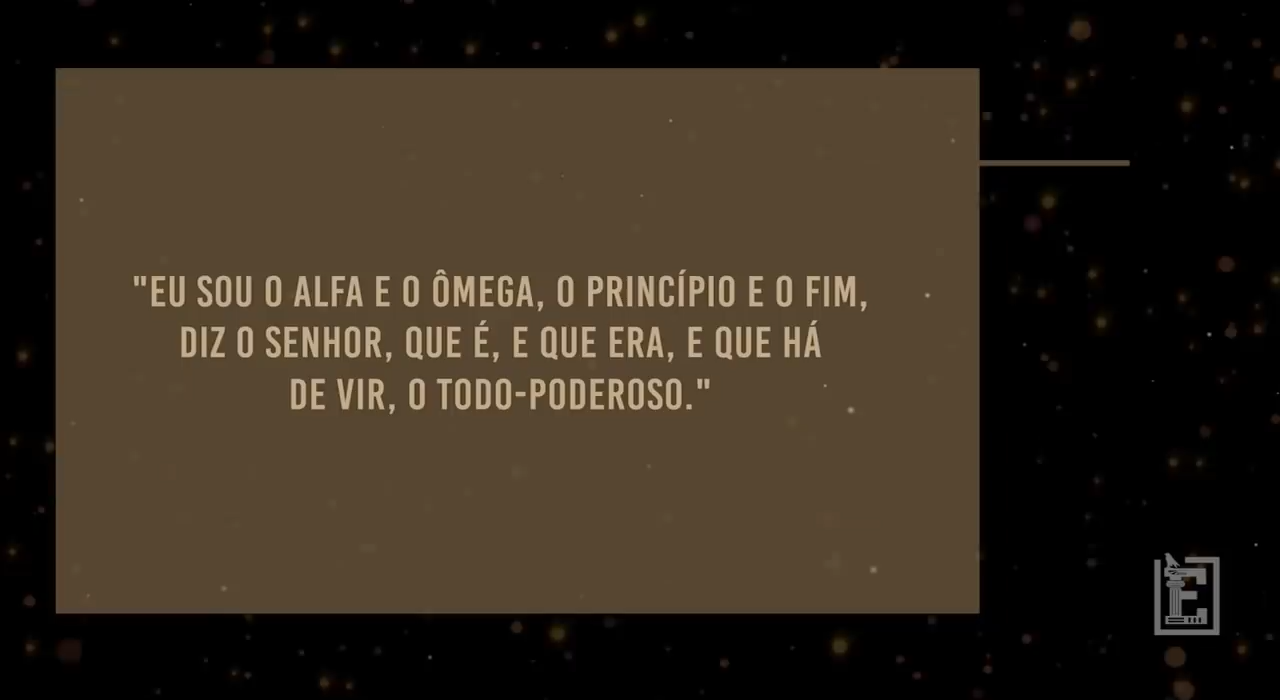 "EU SOU O ALFA E O ÔMEGA, O PRINCÍPIO E O FIM,
DIZ O SENHOR, QUE É, E QUE ERA, E QUE HÁ
DE VIR, O TODO-PODEROSO."
E